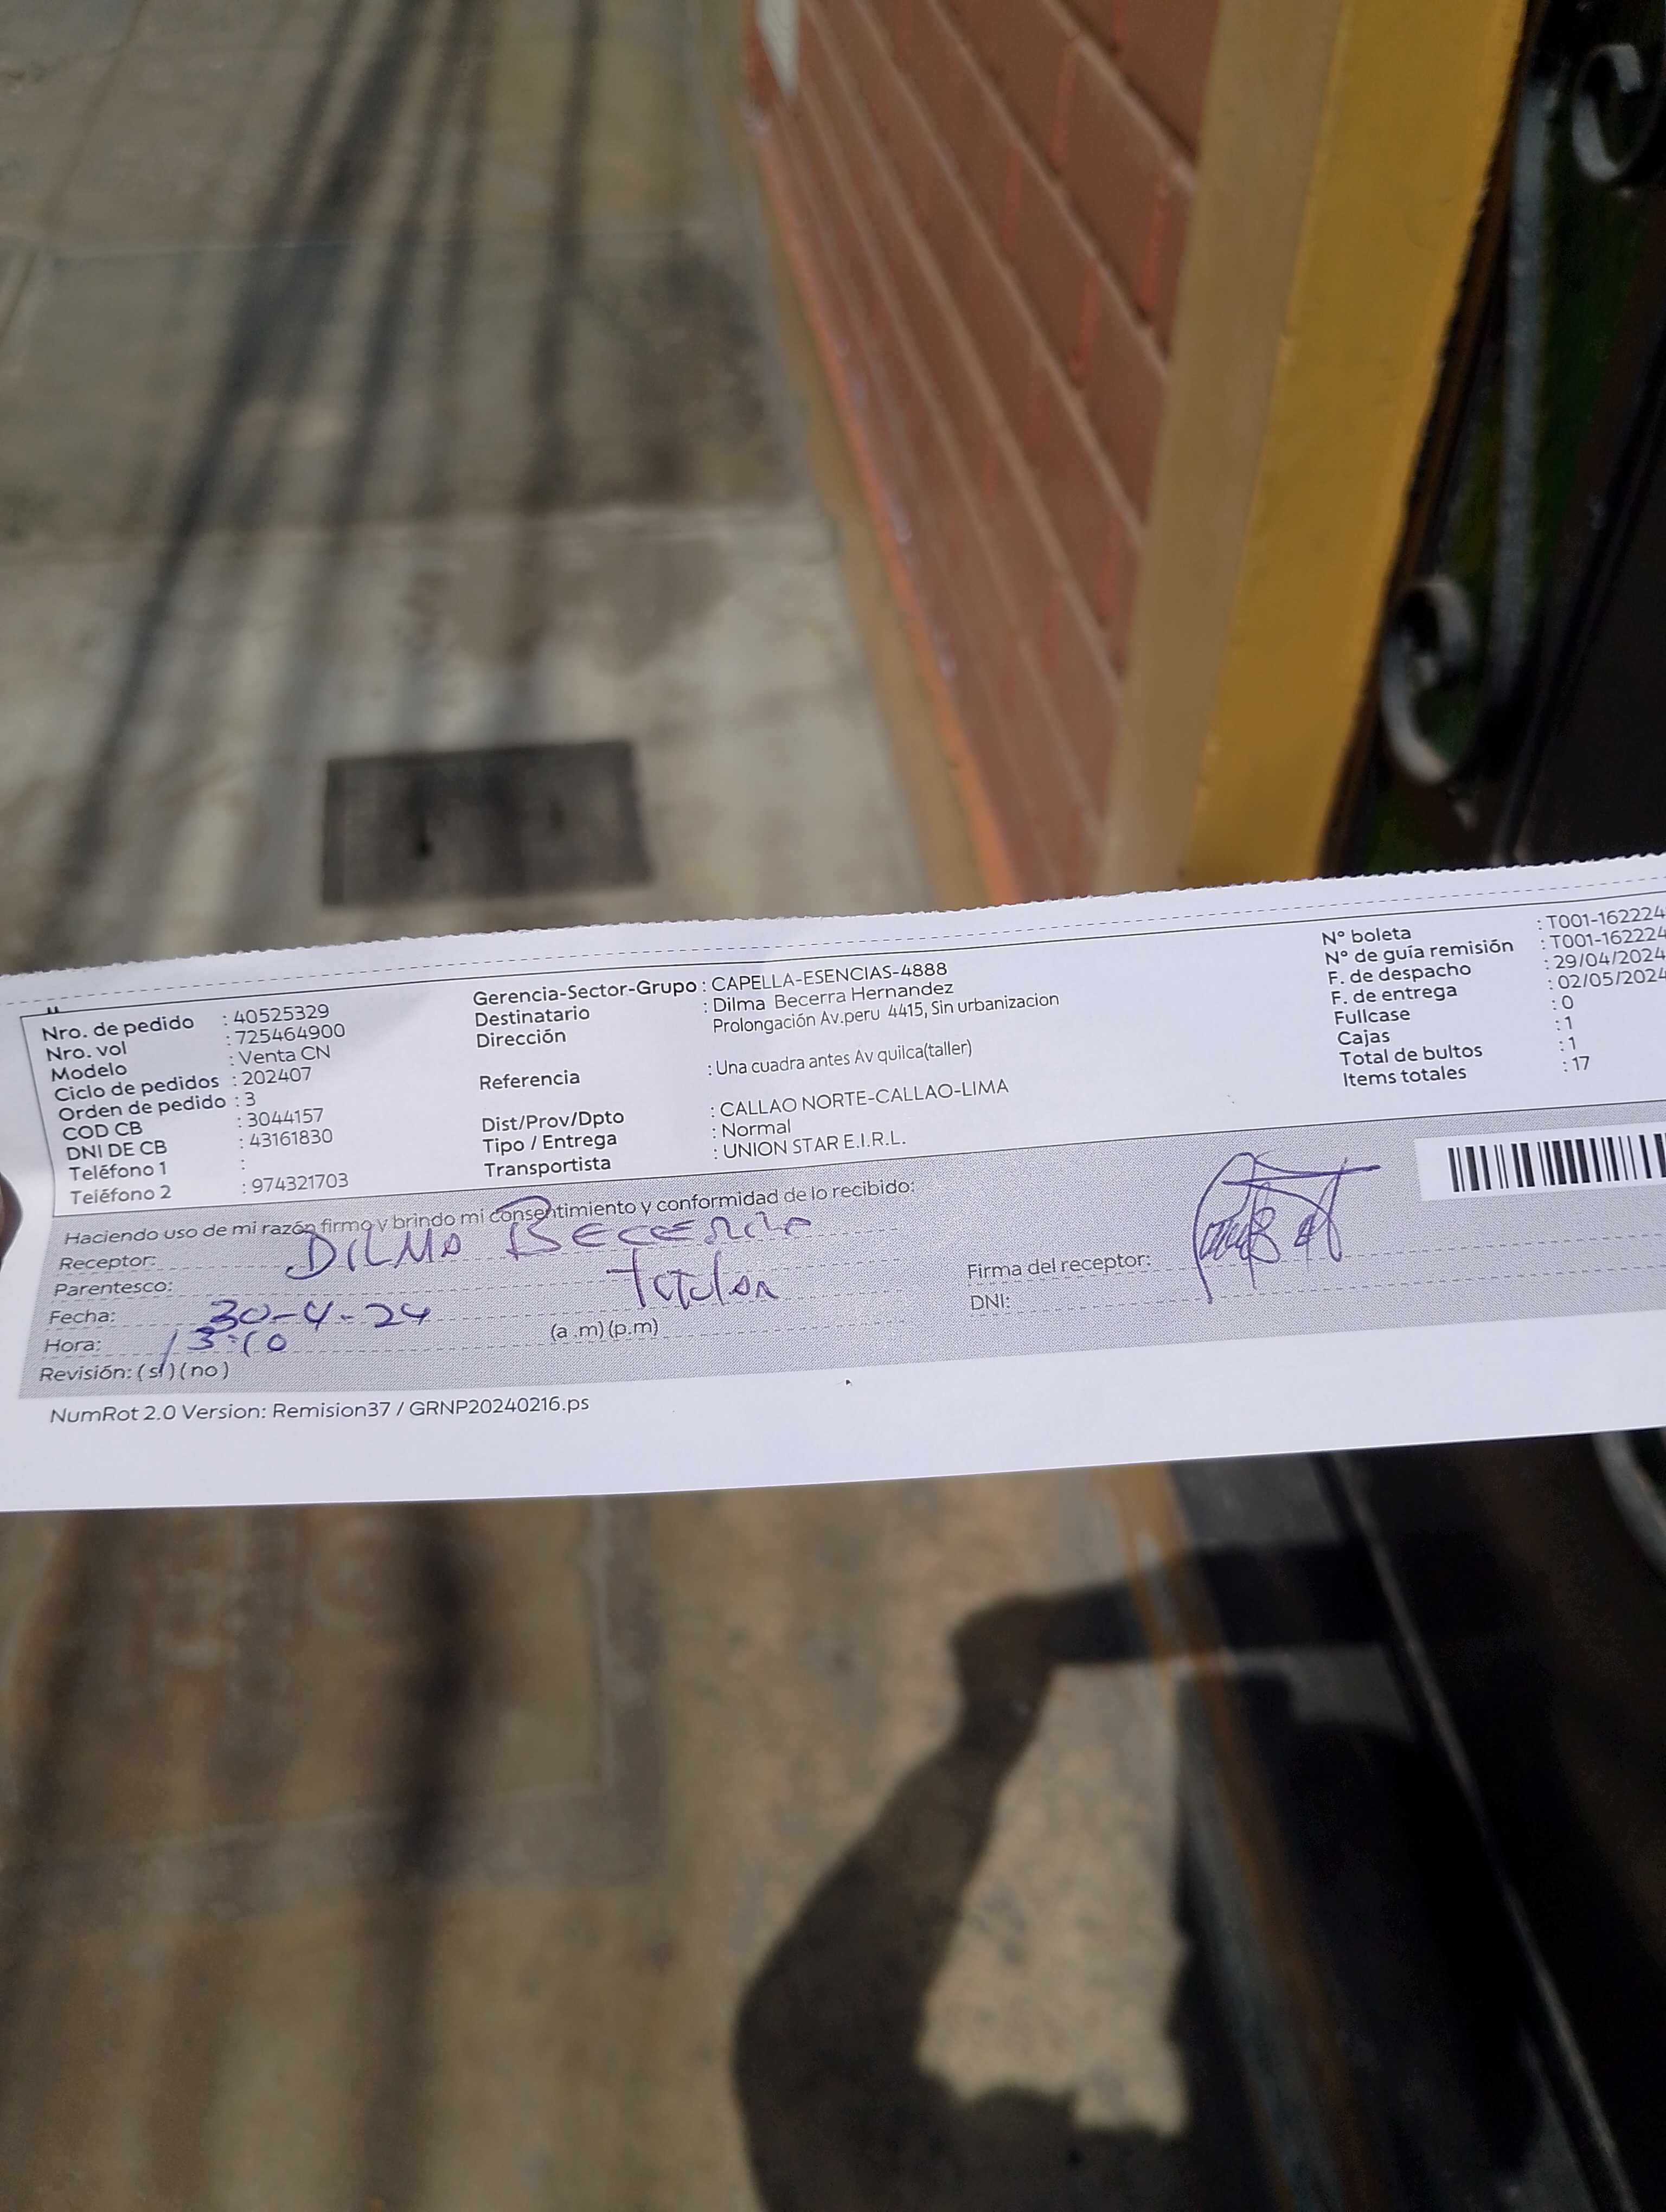 Nro. de pedido : 40525329
Nro. vol : 725464900
Modelo : Venta CN
Ciclo de pedidos : 202407
Orden de pedido : 3
COD CB : 3044157
DNI DE CB : 43161830
Teléfono 1 :
Teléfono 2 : 974321703
Gerencia-Sector-Grupo : CAPELLA-ESENCIAS-4888
Destinatario : Dilma Becerra Hernandez
Dirección Prolongación Av.peru 4415, Sin urbanizacion
Referencia : Una cuadra antes Av quilca(taller)
Dist/Prov/Dpto : CALLAO NORTE-CALLAO-LIMA
Tipo / Entrega : Normal
Transportista : UNION STAR E.I.R.L.
N° boleta : T001-162224
N° de guía remisión : T001-162224
F. de despacho : 29/04/2024
F. de entrega : 02/05/2024
Fullcase : 0
Cajas : 1
Total de bultos : 1
Items totales : 17
Haciendo uso de mi razón firmo y brindo mi consentimiento y conformidad de lo recibido:
Receptor: DILMA BECERRA
Parentesco: Titular
Fecha: 30-4-24
Hora: 13:10 (a .m) (p.m)
Revisión: ( sí ) ( no )
Firma del receptor:
DNI:
NumRot 2.0 Version: Remision37 / GRNP20240216.ps